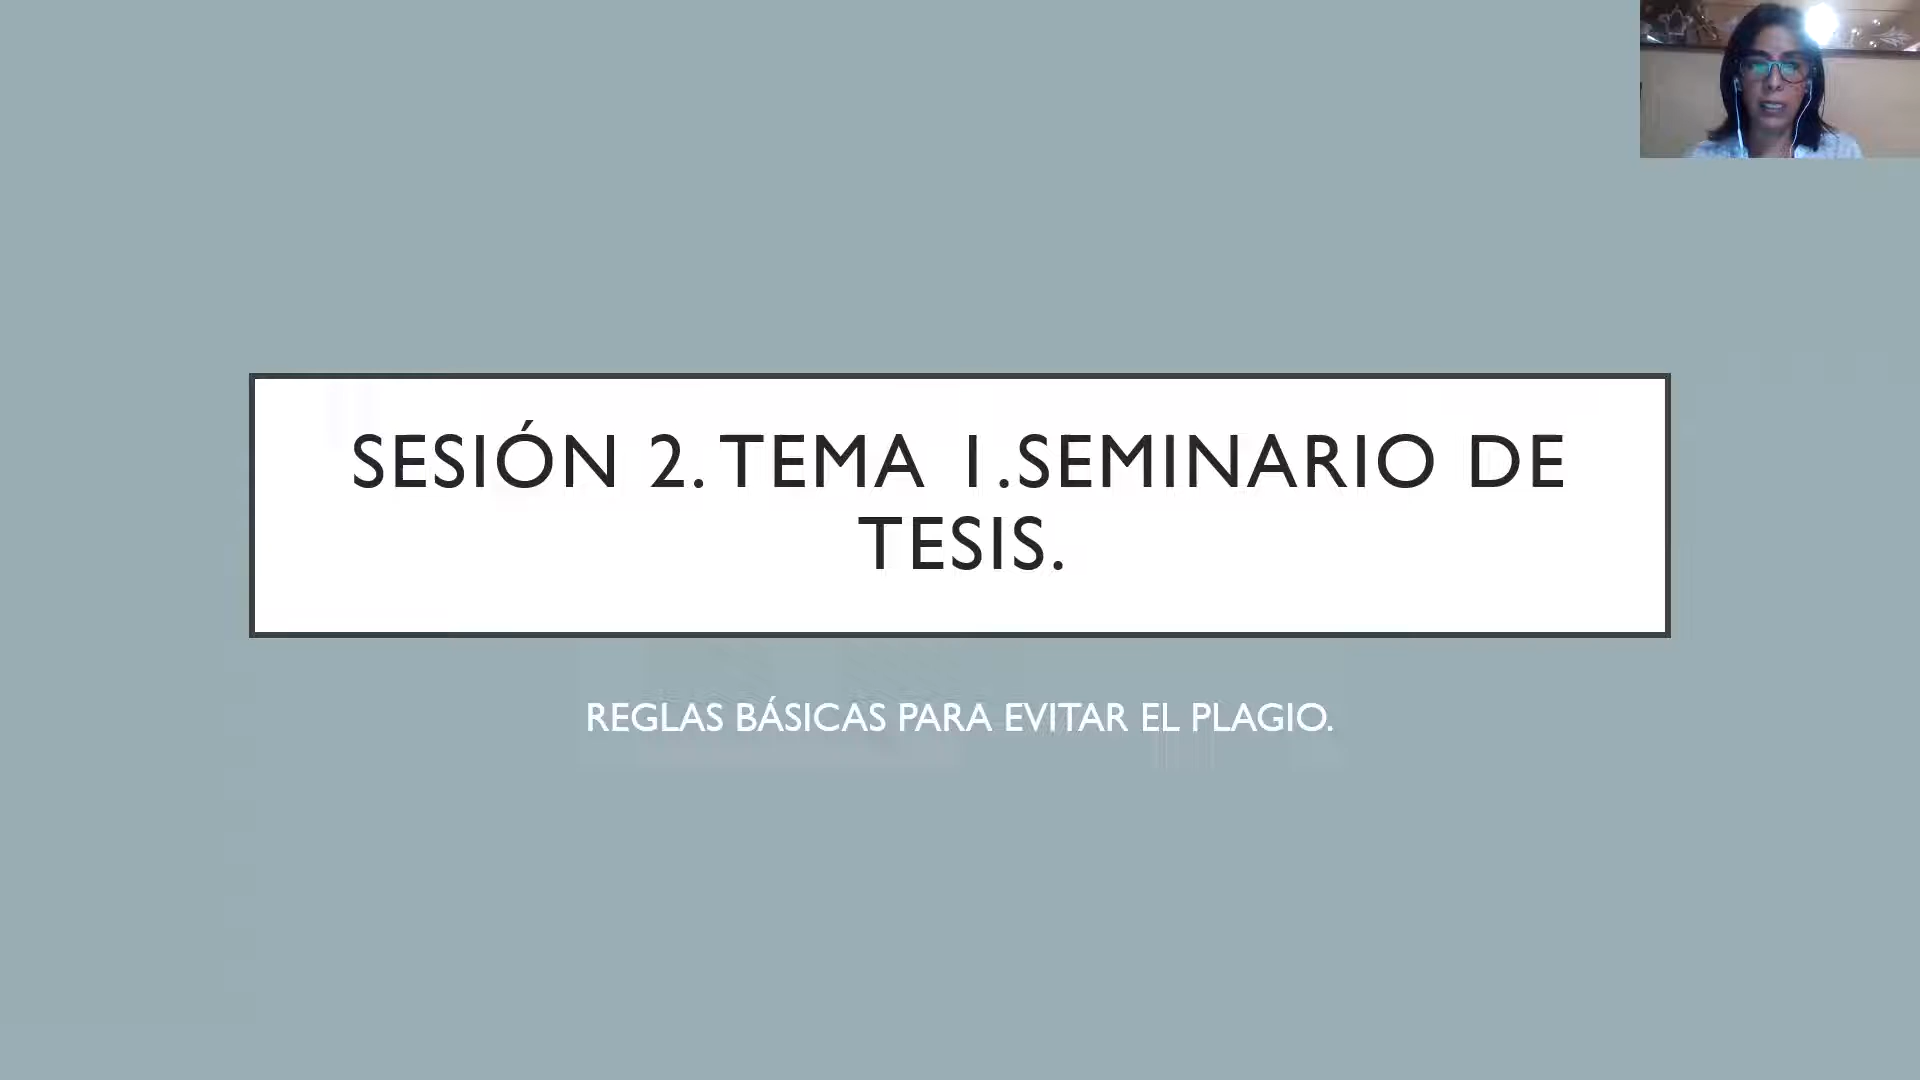 SESIÓN 2. TEMA 1.SEMINARIO DE
TESIS.
REGLAS BÁSICAS PARA EVITAR EL PLAGIO.